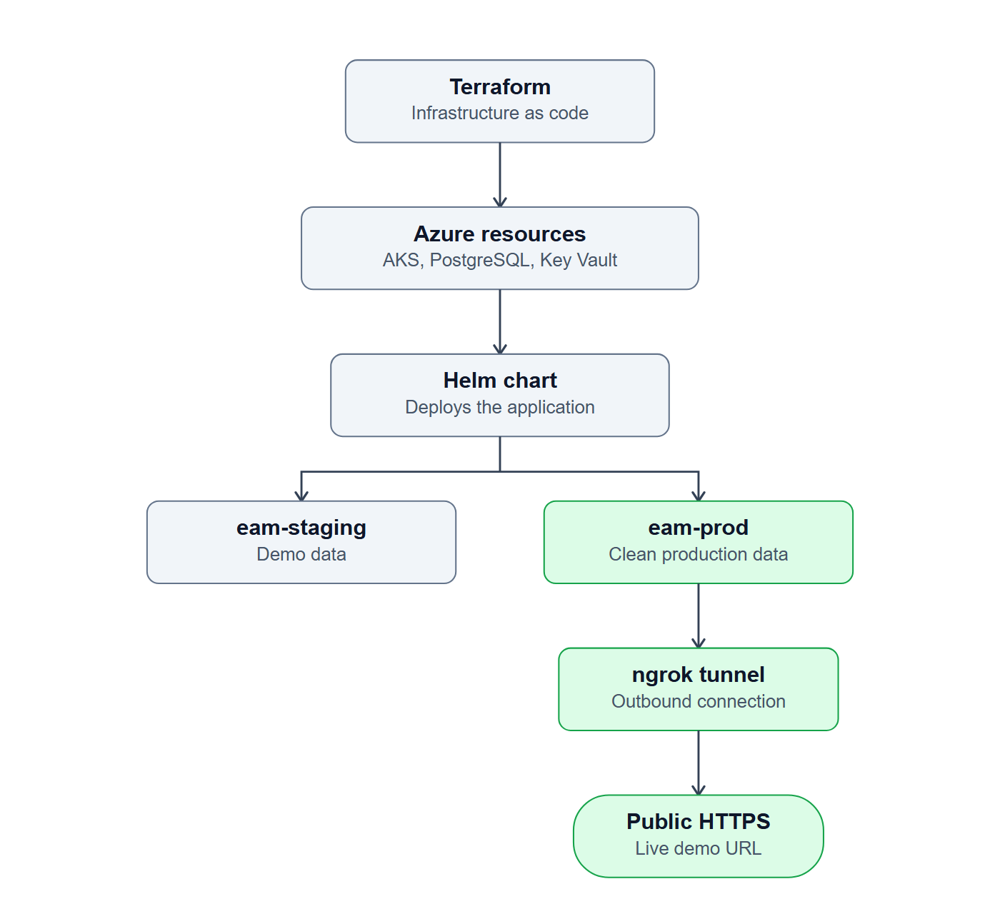 Terraform
Infrastructure as code
Azure resources
AKS, PostgreSQL, Key Vault
Helm chart
Deploys the application
eam-staging
Demo data
eam-prod
Clean production data
ngrok tunnel
Outbound connection
Public HTTPS
Live demo URL